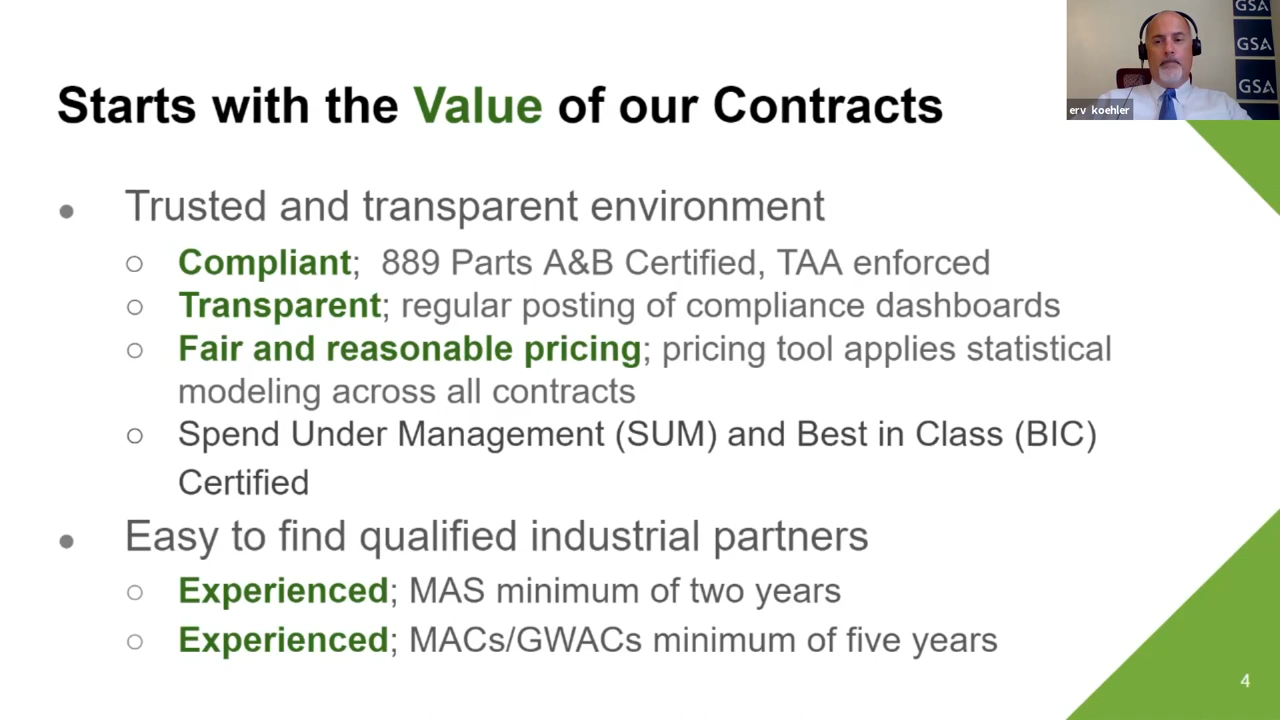 GSA
GSA
GSA
erv koehler
Starts with the Value of our Contracts
● Trusted and transparent environment
○ Compliant; 889 Parts A&B Certified, TAA enforced
○ Transparent; regular posting of compliance dashboards
○ Fair and reasonable pricing; pricing tool applies statistical
modeling across all contracts
○ Spend Under Management (SUM) and Best in Class (BIC)
Certified
● Easy to find qualified industrial partners
○ Experienced; MAS minimum of two years
○ Experienced; MACs/GWACs minimum of five years
4